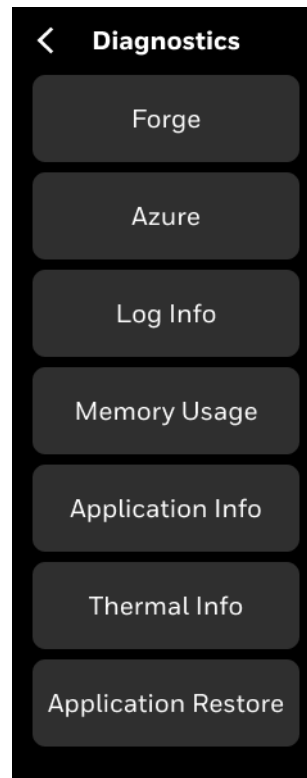 Diagnostics
Forge
Azure
Log Info
Memory Usage
Application Info
Thermal Info
Application Restore